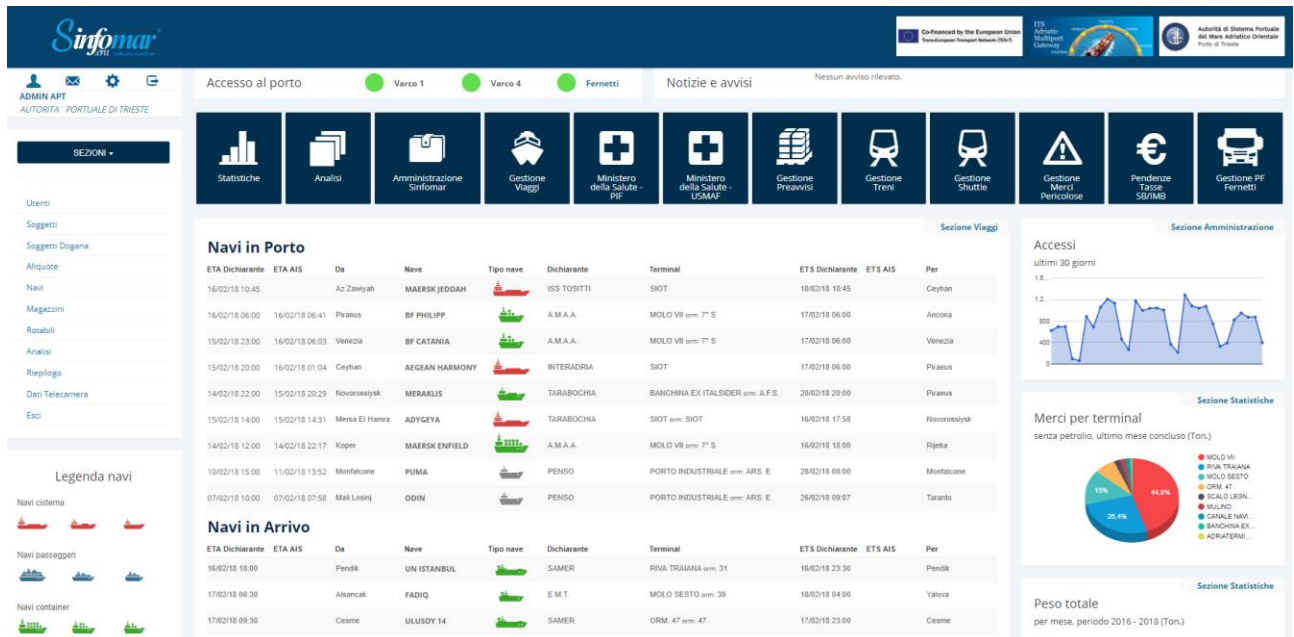 Sinfomar
Co-financed by the European Union
Trans-European Transport Network (TEN-T)
ITS
Adriatic
Multiport
Gateway
Autorità di Sistema Portuale
del Mare Adriatico Orientale
Porto di Trieste
ADMIN APT
AUTORITA' PORTUALE DI TRIESTE
Accesso al porto
Varco 1
Varco 4
Fernetti
Notizie e avvisi
Nessun avviso rilevato.
SEZIONI
Utenti
Soggetti
Soggetti Dogana
Aliquote
Navi
Magazzini
Rotabili
Analisi
Riepilogo
Dati Telecamera
Esci
Legenda navi
Navi cisterna
Navi passeggeri
Navi container
Statistiche
Analisi
Amministrazione
Sinfomar
Gestione
Viaggi
Ministero
della Salute -
PIF
Ministero
della Salute -
USMAF
Gestione
Preavvisi
Gestione
Treni
Gestione
Shuttle
Gestione
Merci
Pericolose
Pendenze
Tasse
SB/IMB
Gestione PF
Fernetti
Sezione Viaggi
Navi in Porto
ETA Dichiarante ETA AIS Da Nave Tipo nave Dichiarante Terminal ETS Dichiarante ETS AIS Per
16/02/18 10:45 Az Zawiyah MAERSK JEDDAH ISS TOSITTI SIOT 18/02/18 10:45 Ceyhan
16/02/18 06:00 16/02/18 06:41 Piraeus BF PHILIPP A.M.A.A. MOLO VII orm: 7° S 17/02/18 06:00 Ancona
15/02/18 23:00 16/02/18 06:03 Venezia BF CATANIA A.M.A.A. MOLO VII orm: 7° S 17/02/18 06:00 Venezia
15/02/18 20:00 16/02/18 01:04 Ceyhan AEGEAN HARMONY INTERADRIA SIOT 17/02/18 06:00 Piraeus
14/02/18 22:00 15/02/18 20:29 Novorossiysk MERAKLIS TARABOCHIA BANCHINA EX ITALSIDER orm: A.F.S. 20/02/18 20:00 Piraeus
15/02/18 14:00 15/02/18 14:31 Mersa El Hamra ADYGEYA TARABOCHIA SIOT orm: SIOT 16/02/18 17:58 Novorossiysk
14/02/18 12:00 14/02/18 22:17 Koper MAERSK ENFIELD A.M.A.A. MOLO VII orm: 7° S 16/02/18 18:00 Rijeka
10/02/18 15:00 11/02/18 13:52 Monfalcone PUMA PENSO PORTO INDUSTRIALE orm: ARS. E 28/02/18 08:00 Monfalcone
07/02/18 10:00 07/02/18 07:58 Mali Losinj ODIN PENSO PORTO INDUSTRIALE orm: ARS. E 26/02/18 09:07 Taranto
Navi in Arrivo
ETA Dichiarante ETA AIS Da Nave Tipo nave Dichiarante Terminal ETS Dichiarante ETS AIS Per
16/02/18 18:00 Pendik UN ISTANBUL SAMER RIVA TRAIANA orm: 31 16/02/18 23:30 Pendik
17/02/18 06:30 Alsancak FADIQ E.M.T. MOLO SESTO orm: 39 18/02/18 04:00 Yalova
17/02/18 09:30 Cesme ULUSOY 14 SAMER ORM. 47 orm: 47 17/02/18 23:00 Cesme
Sezione Amministrazione
Accessi
ultimi 30 giorni
1.6...
1.2...
800
400
0
Sezione Statistiche
Merci per terminal
senza petrolio, ultimo mese concluso (Ton.)
44,9%
26,4%
15%
MOLO VII
RIVA TRAIANA
MOLO SESTO
ORM. 47
SCALO LEGN...
MULINO
CANALE NAVI...
BANCHINA EX...
ADRIATERMI...
Sezione Statistiche
Peso totale
per mese, periodo 2016 - 2018 (Ton.)